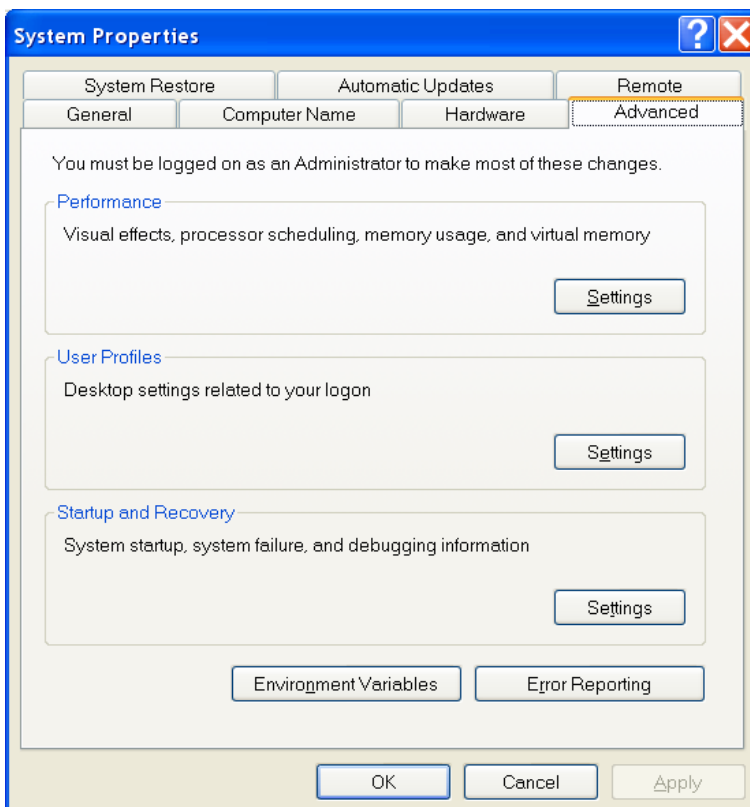 System Properties
System Restore Automatic Updates Remote
General Computer Name Hardware Advanced
You must be logged on as an Administrator to make most of these changes.
Performance
Visual effects, processor scheduling, memory usage, and virtual memory
Settings
User Profiles
Desktop settings related to your logon
Settings
Startup and Recovery
System startup, system failure, and debugging information
Settings
Environment Variables Error Reporting
OK Cancel Apply